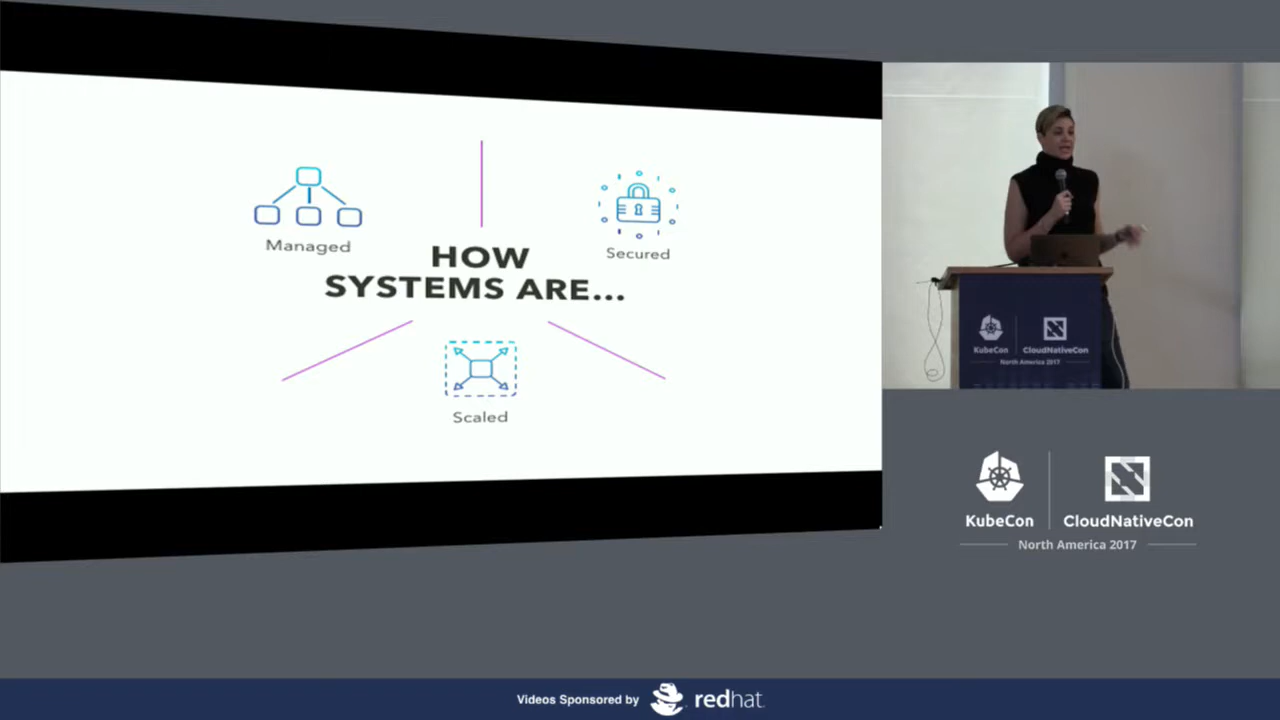 Managed
Secured
HOW
SYSTEMS ARE...
Scaled
KubeCon
CloudNativeCon
North America 2017
KubeCon
CloudNativeCon
North America 2017
Videos Sponsored by
redhat.